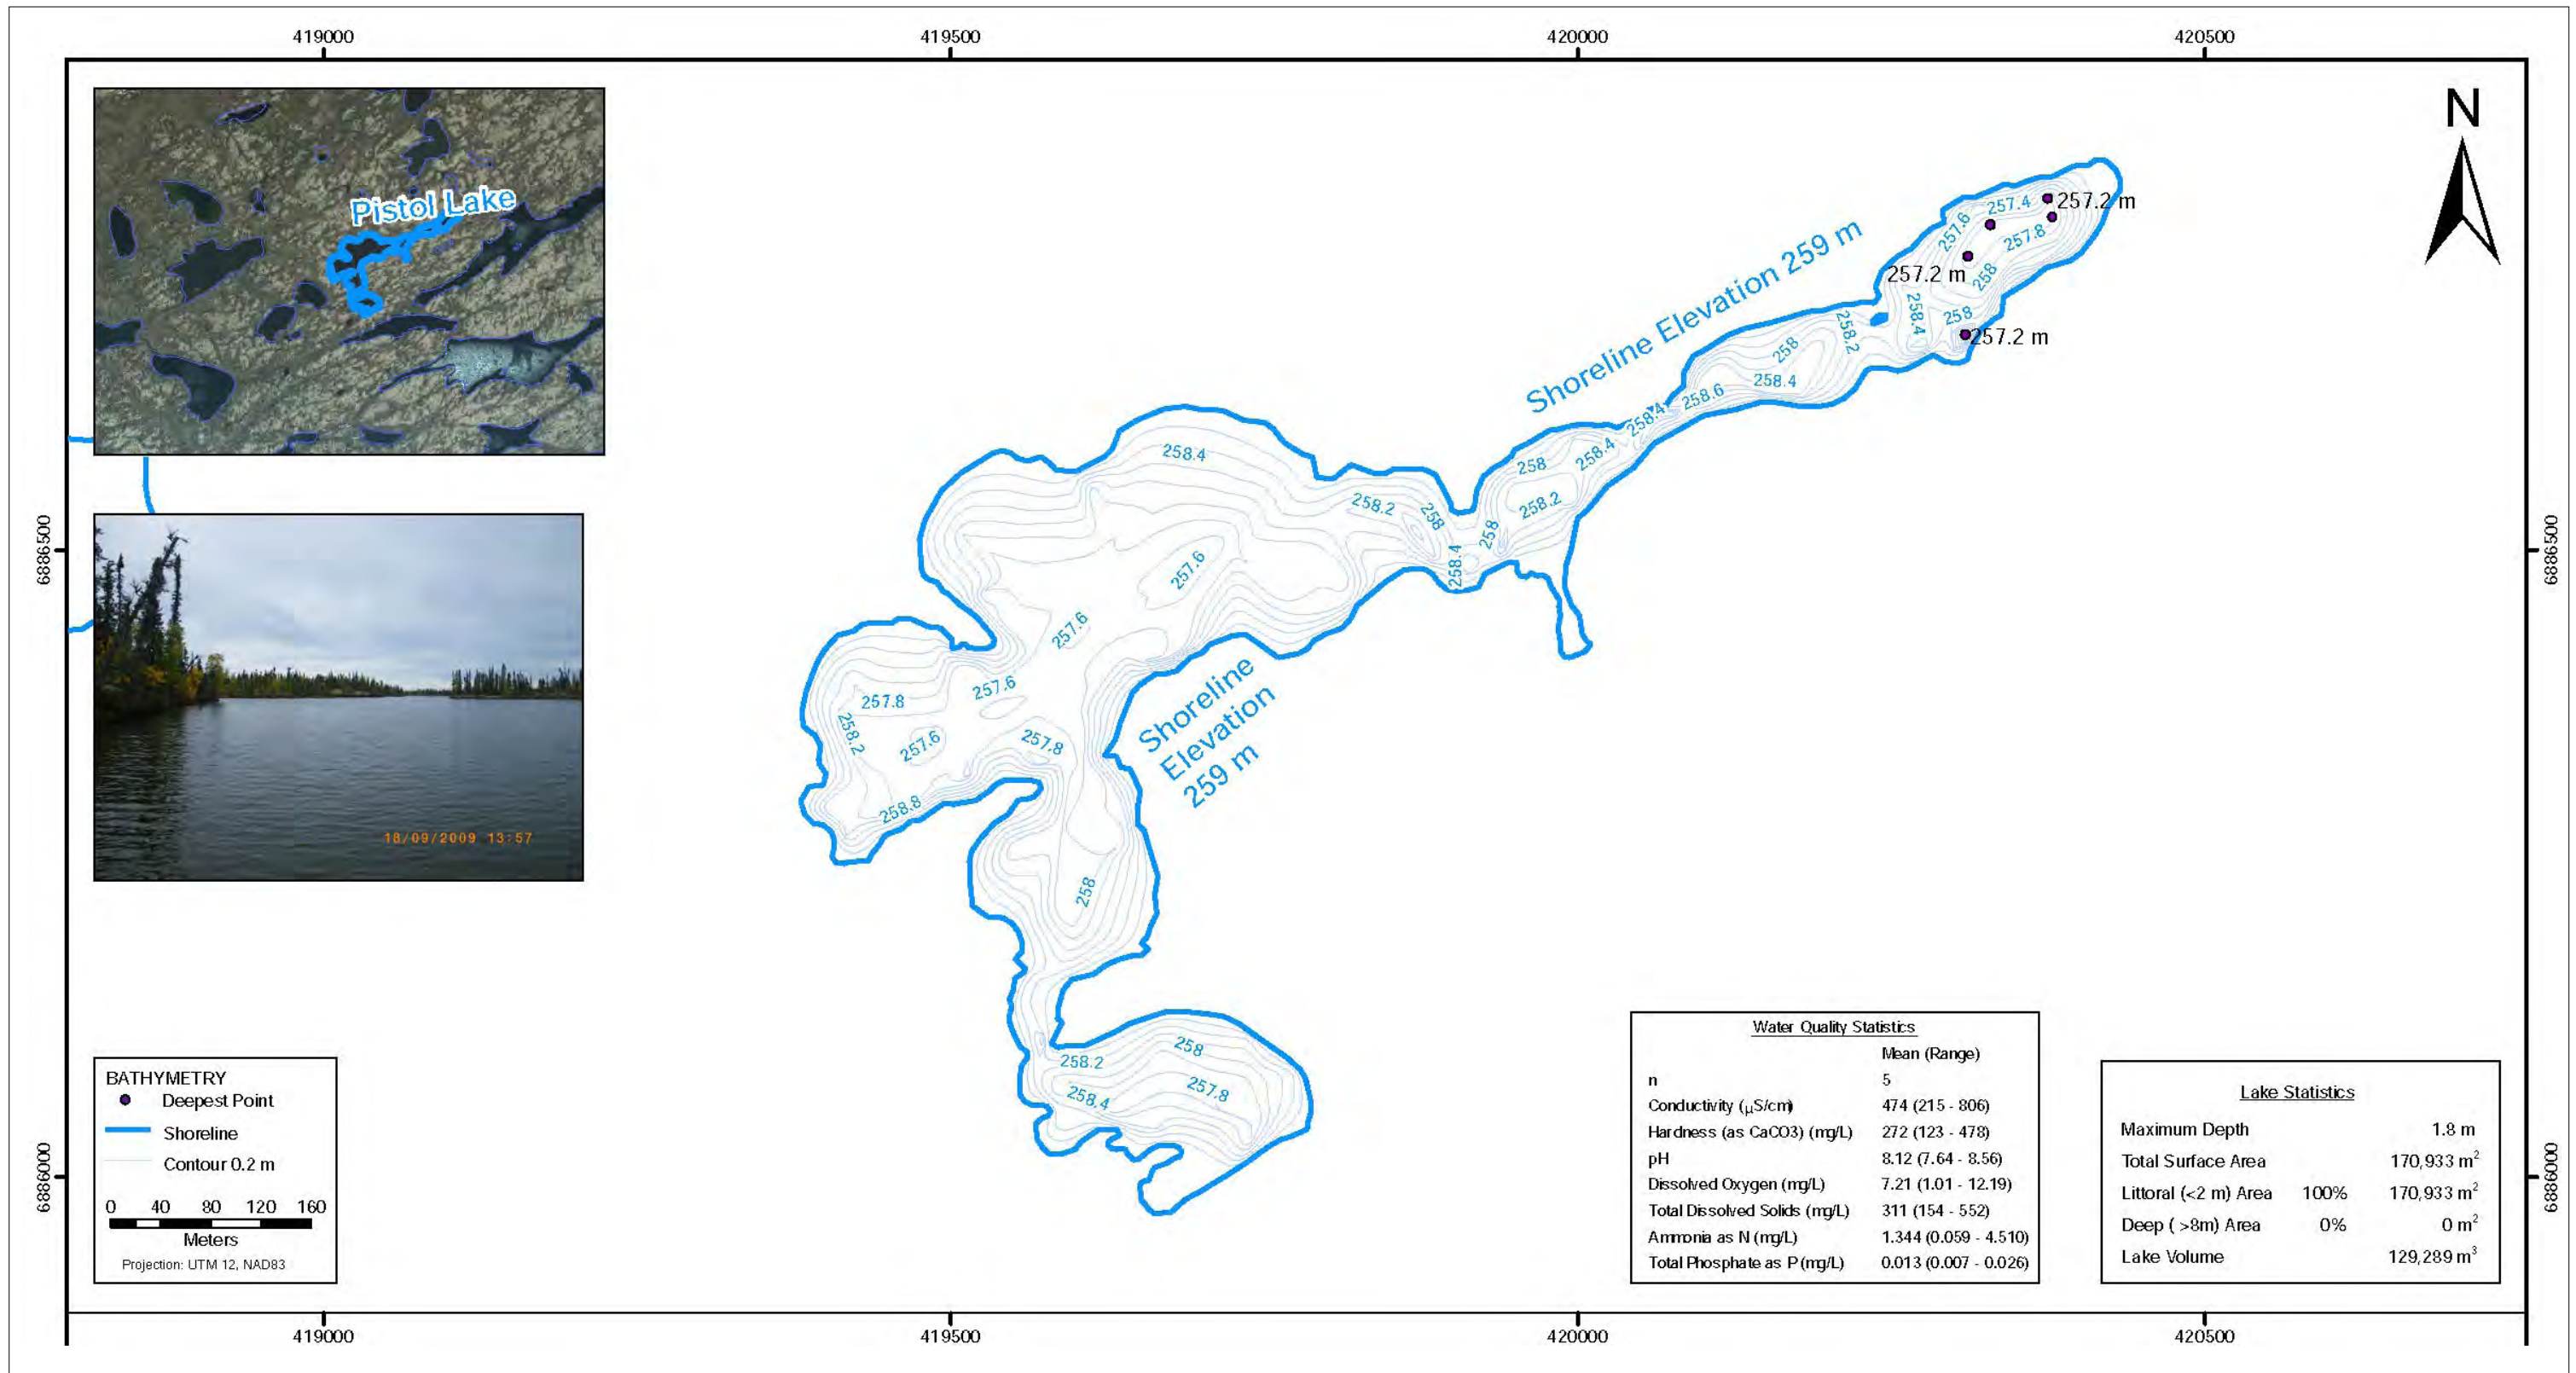 419000
419500
420000
420500
N
Pistol Lake
6886500
6886500
18/09/2009 13:57
Shoreline Elevation 259 m
257.4
257.2 m
257.6
257.8
257.2 m
258
258.4
258
257.2 m
258.2
258
258.4
258.6
258.4
258.4
258
258.2
258.4
258.2
258
258
258.4
257.6
257.6
257.6
257.8
258.2
257.6
257.8
258.8
Shoreline
Elevation
259 m
258
258
258.2
257.8
258.4
BATHYMETRY
Deepest Point
Shoreline
Contour 0.2 m
0 40 80 120 160
Meters
Projection: UTM 12, NAD83
Water Quality Statistics
Mean (Range)
n 5
Conductivity (µS/cm) 474 (215 - 806)
Hardness (as CaCO3) (mg/L) 272 (123 - 478)
pH 8.12 (7.64 - 8.56)
Dissolved Oxygen (mg/L) 7.21 (1.01 - 12.19)
Total Dissolved Solids (mg/L) 311 (154 - 552)
Ammonia as N (mg/L) 1.344 (0.059 - 4.510)
Total Phosphate as P (mg/L) 0.013 (0.007 - 0.026)
Lake Statistics
Maximum Depth 1.8 m
Total Surface Area 170,933 m²
Littoral (<2 m) Area 100% 170,933 m²
Deep ( >8m) Area 0% 0 m²
Lake Volume 129,289 m³
6886000
6886000
419000
419500
420000
420500